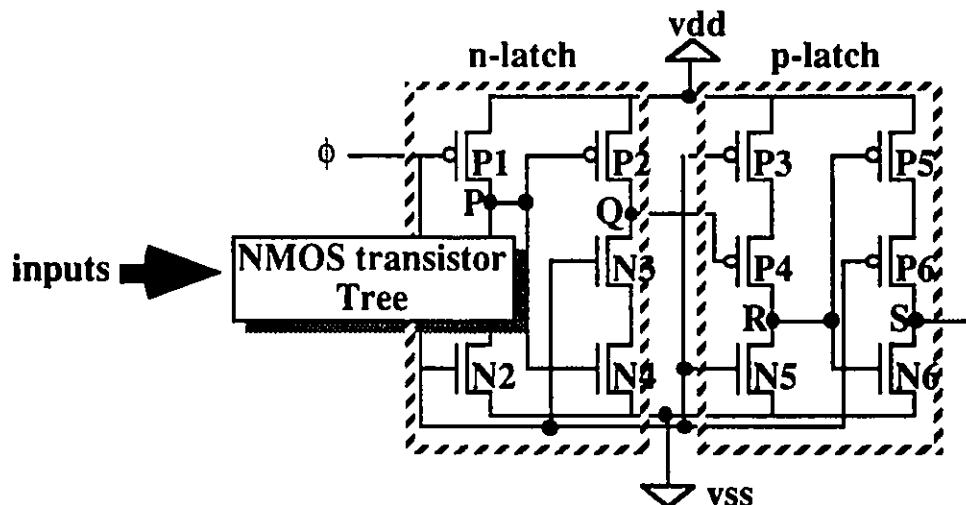 vdd
n-latch
p-latch
ϕ
P1
P2
P3
P5
P
Q
inputs
NMOS transistor
Tree
N3
P4
P6
R
S
N2
N4
N5
N6
vss